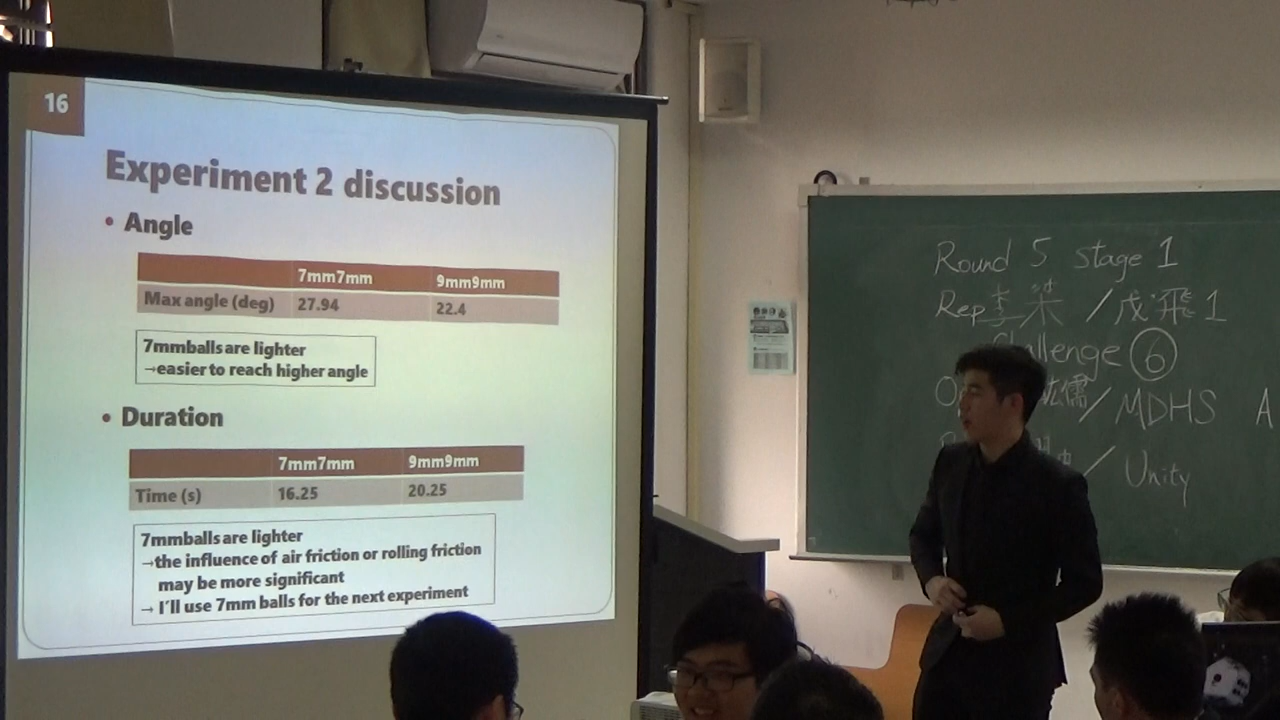 16
Experiment 2 discussion
• Angle
7mm7mm 9mm9mm
Max angle (deg) 27.94 22.4
7mmballs are lighter
→easier to reach higher angle
• Duration
7mm7mm 9mm9mm
Time (s) 16.25 20.25
7mmballs are lighter
→the influence of air friction or rolling friction
may be more significant
→ I'll use 7mm balls for the next experiment
Round 5 stage 1
Rep / 1
Challenge ⑥
/ MDHS A
/ Unity